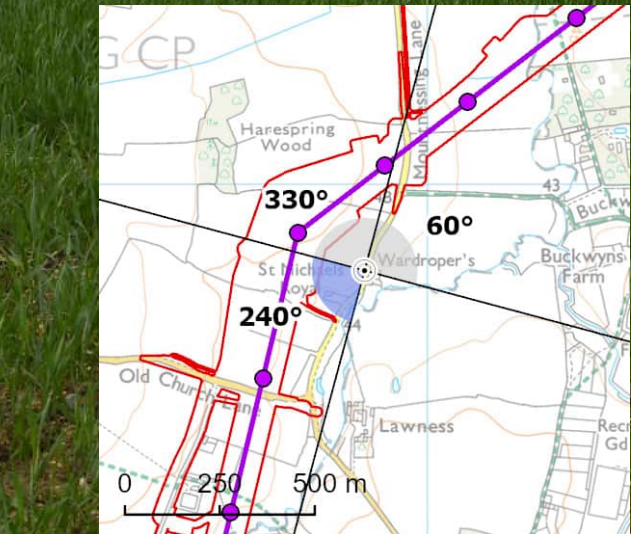 G CP
Mountnessing Lane
Harespring
Wood
330°
43
Buckw
60°
St Michaels
Roya
Wardroper's
Buckwyns
Farm
240°
44
Old Church Lane
Lawness
Recr
Gd
0 250 500 m